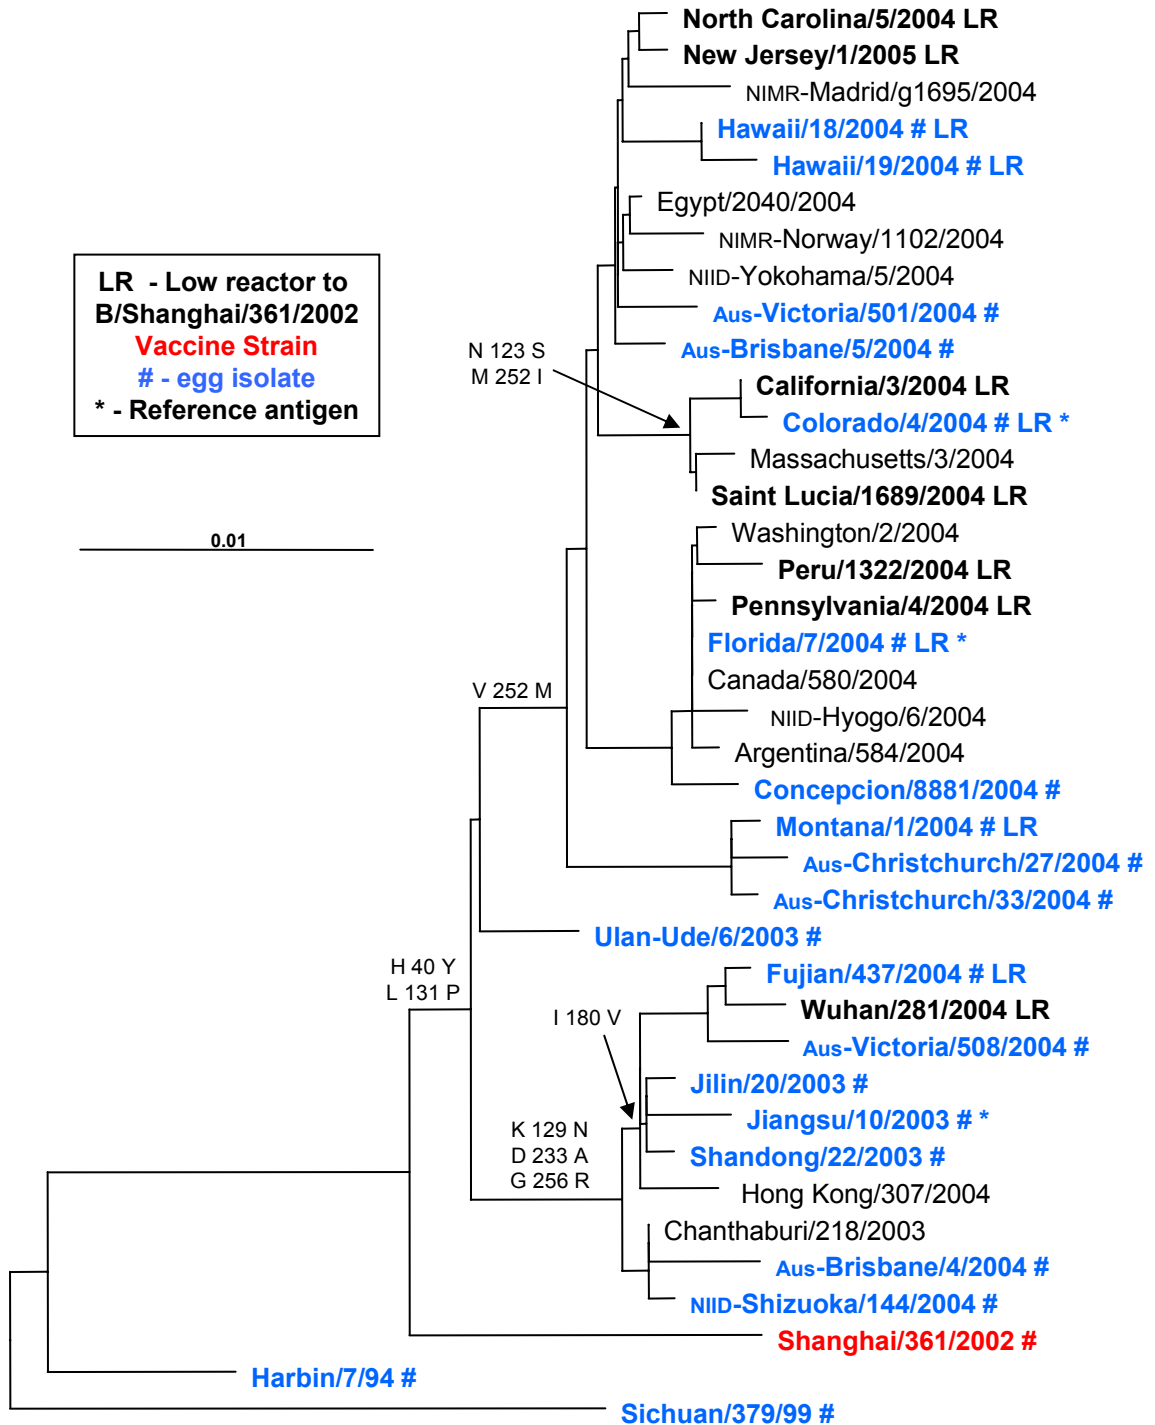 North Carolina/5/2004 LR
New Jersey/1/2005 LR
NIMR-Madrid/g1695/2004
Hawaii/18/2004 # LR
Hawaii/19/2004 # LR
Egypt/2040/2004
NIMR-Norway/1102/2004
NIID-Yokohama/5/2004
Aus-Victoria/501/2004 #
Aus-Brisbane/5/2004 #
California/3/2004 LR
Colorado/4/2004 # LR *
Massachusetts/3/2004
Saint Lucia/1689/2004 LR
Washington/2/2004
Peru/1322/2004 LR
Pennsylvania/4/2004 LR
Florida/7/2004 # LR *
Canada/580/2004
NIID-Hyogo/6/2004
Argentina/584/2004
Concepcion/8881/2004 #
Montana/1/2004 # LR
Aus-Christchurch/27/2004 #
Aus-Christchurch/33/2004 #
Ulan-Ude/6/2003 #
Fujian/437/2004 # LR
Wuhan/281/2004 LR
Aus-Victoria/508/2004 #
Jilin/20/2003 #
Jiangsu/10/2003 # *
Shandong/22/2003 #
Hong Kong/307/2004
Chanthaburi/218/2003
Aus-Brisbane/4/2004 #
NIID-Shizuoka/144/2004 #
Shanghai/361/2002 #
Harbin/7/94 #
Sichuan/379/99 #
LR - Low reactor to
B/Shanghai/361/2002
Vaccine Strain
# - egg isolate
* - Reference antigen
0.01
N 123 S
M 252 I
V 252 M
H 40 Y
L 131 P
I 180 V
K 129 N
D 233 A
G 256 R